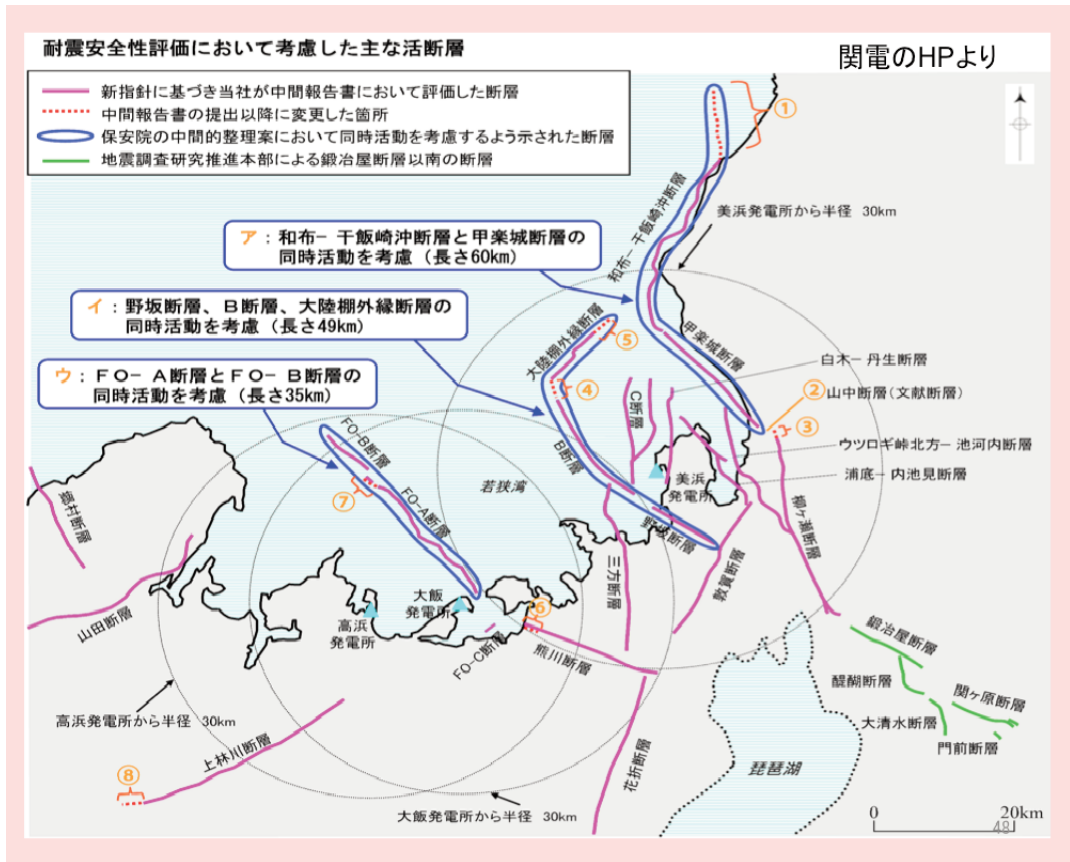 耐震安全性評価において考慮した主な活断層
関電のHPより
新指針に基づき当社が中間報告書において評価した断層
中間報告書の提出以降に変更した箇所
保安院の中間的整理案において同時活動を考慮するよう示された断層
地震調査研究推進本部による鍛冶屋断層以南の断層
①
美浜発電所から半径 30km
和布－干飯崎沖断層
ア：和布－干飯崎沖断層と甲楽城断層の
同時活動を考慮（長さ60km）
イ：野坂断層、B断層、大陸棚外縁断層の
同時活動を考慮（長さ49km）
ウ：FO－A断層とFO－B断層の
同時活動を考慮（長さ35km）
大陸棚外縁断層
⑤
④
甲楽城断層
白木－丹生断層
②
山中断層（文献断層）
③
C断層
B断層
ウツロギ峠北方－池河内断層
浦底－内池見断層
美浜
発電所
FO-B断層
⑦
FO-A断層
若狭湾
野坂断層
柳ヶ瀬断層
三方断層
敦賀断層
郷村断層
山田断層
高浜
発電所
大飯
発電所
⑥
FO-C断層
熊川断層
鍛冶屋断層
醍醐断層
関ヶ原断層
大清水断層
門前断層
高浜発電所から半径 30km
上林川断層
⑧
花折断層
琵琶湖
大飯発電所から半径 30km
0
20km
48